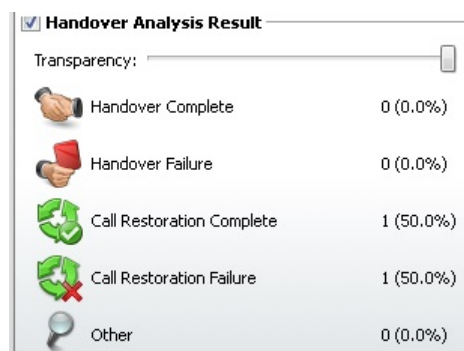 Handover Analysis Result
Transparency:
Handover Complete 0 (0.0%)
Handover Failure 0 (0.0%)
Call Restoration Complete 1 (50.0%)
Call Restoration Failure 1 (50.0%)
Other 0 (0.0%)